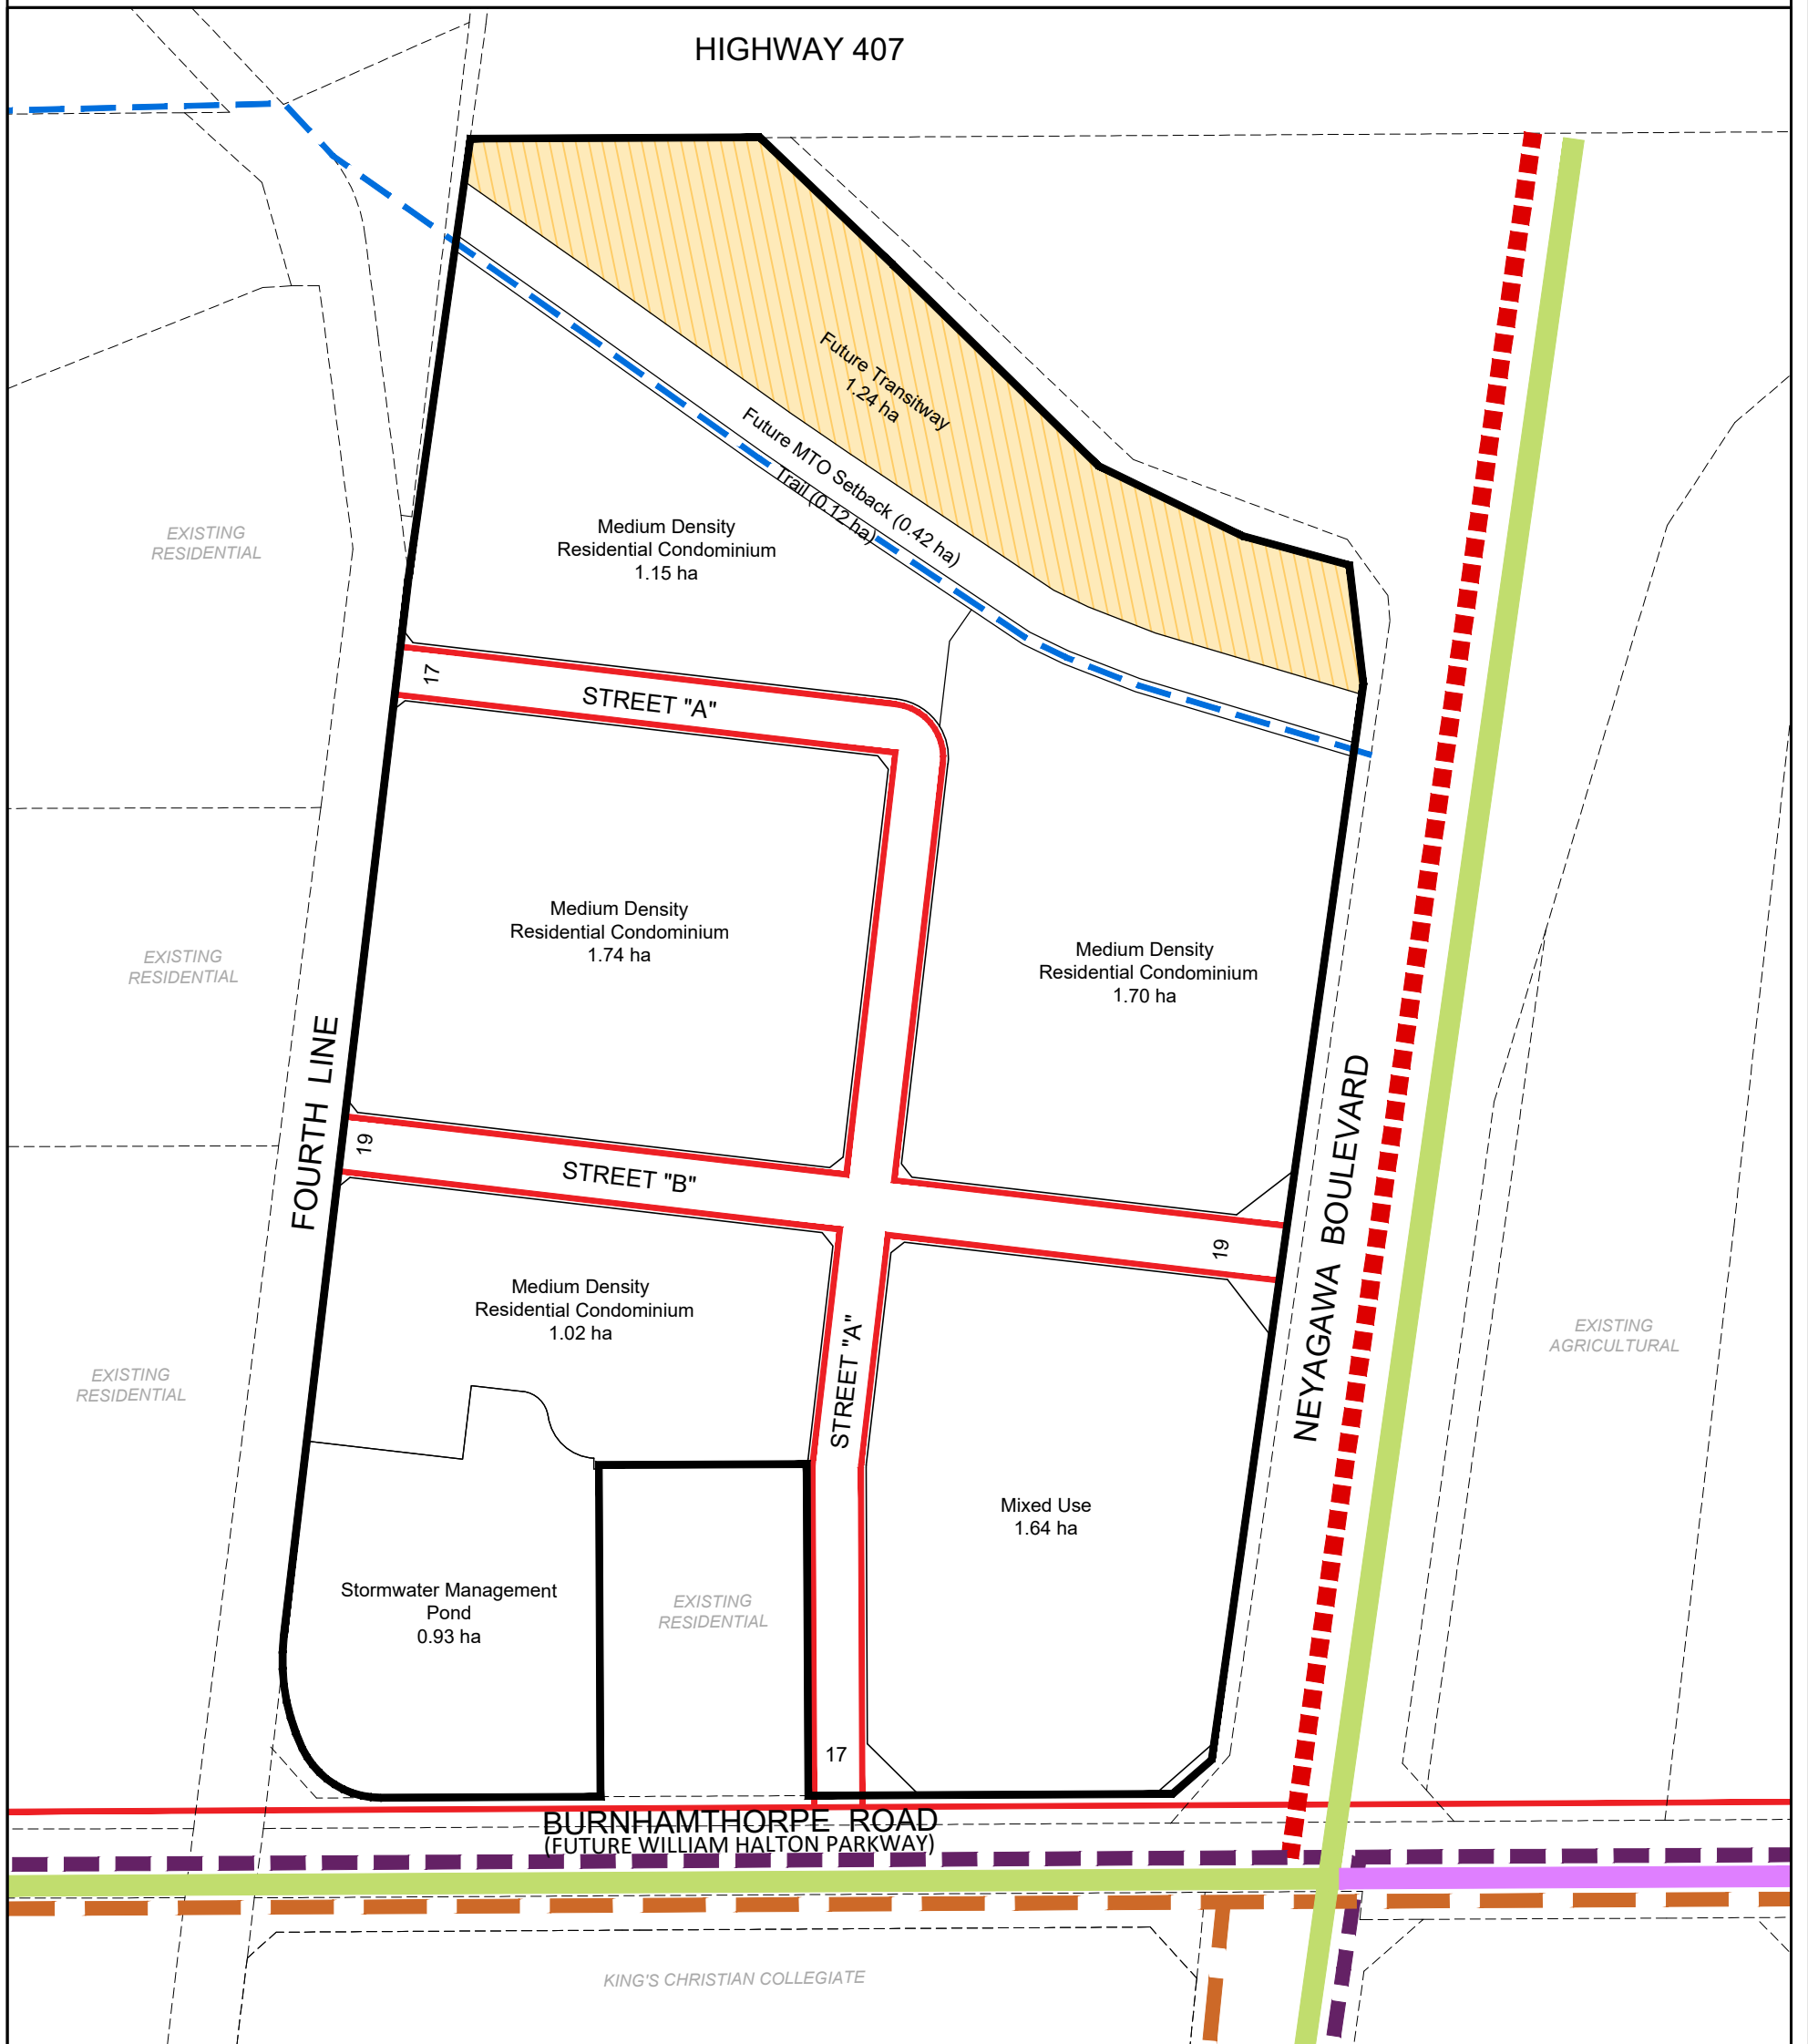 HIGHWAY 407
Future Transitway
1.24 ha
Future MTO Setback (0.42 ha)
Trail (0.12 ha)
EXISTING
RESIDENTIAL
Medium Density
Residential Condominium
1.15 ha
17
STREET "A"
Medium Density
Residential Condominium
1.74 ha
EXISTING
RESIDENTIAL
Medium Density
Residential Condominium
1.70 ha
FOURTH LINE
19
STREET "B"
19
NEYAGAWA BOULEVARD
Medium Density
Residential Condominium
1.02 ha
STREET "A"
EXISTING
RESIDENTIAL
EXISTING
AGRICULTURAL
Mixed Use
1.64 ha
Stormwater Management
Pond
0.93 ha
EXISTING
RESIDENTIAL
17
BURNHAMTHORPE ROAD
(FUTURE WILLIAM HALTON PARKWAY)
KING'S CHRISTIAN COLLEGIATE